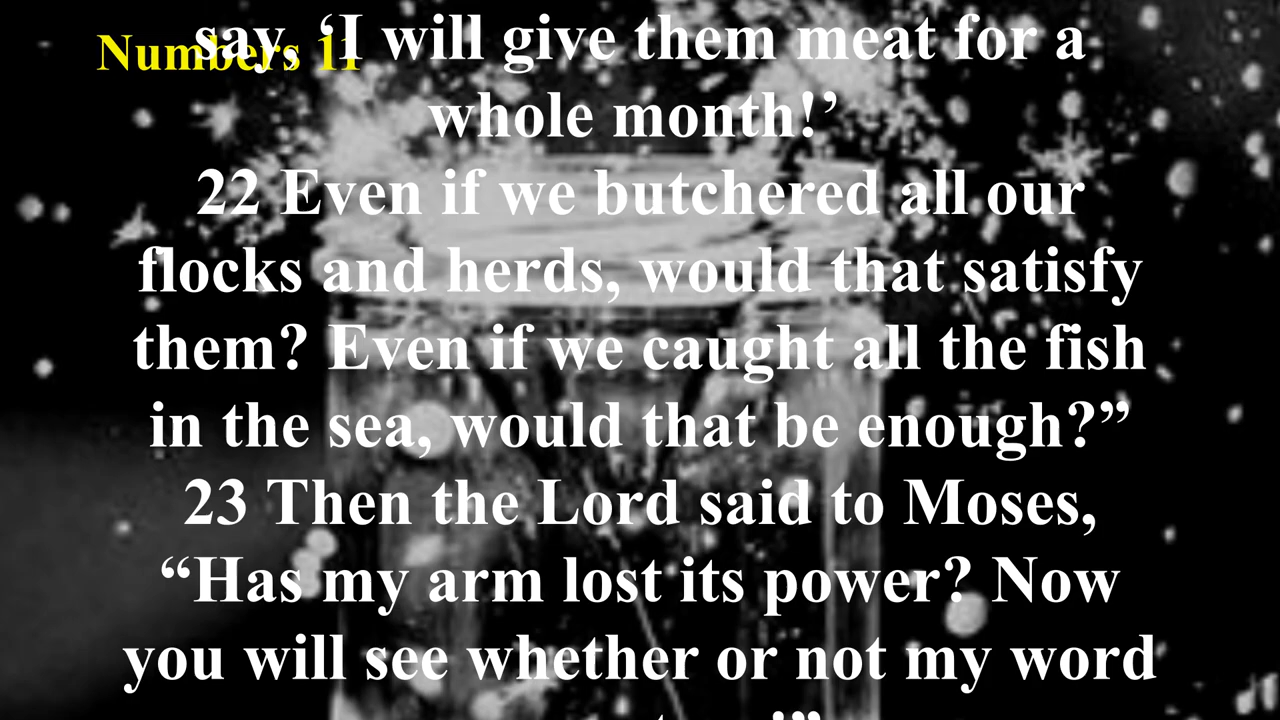 Numbers 11
say, ‘I will give them meat for a
whole month!’
22 Even if we butchered all our
flocks and herds, would that satisfy
them? Even if we caught all the fish
in the sea, would that be enough?”
23 Then the Lord said to Moses,
“Has my arm lost its power? Now
you will see whether or not my word